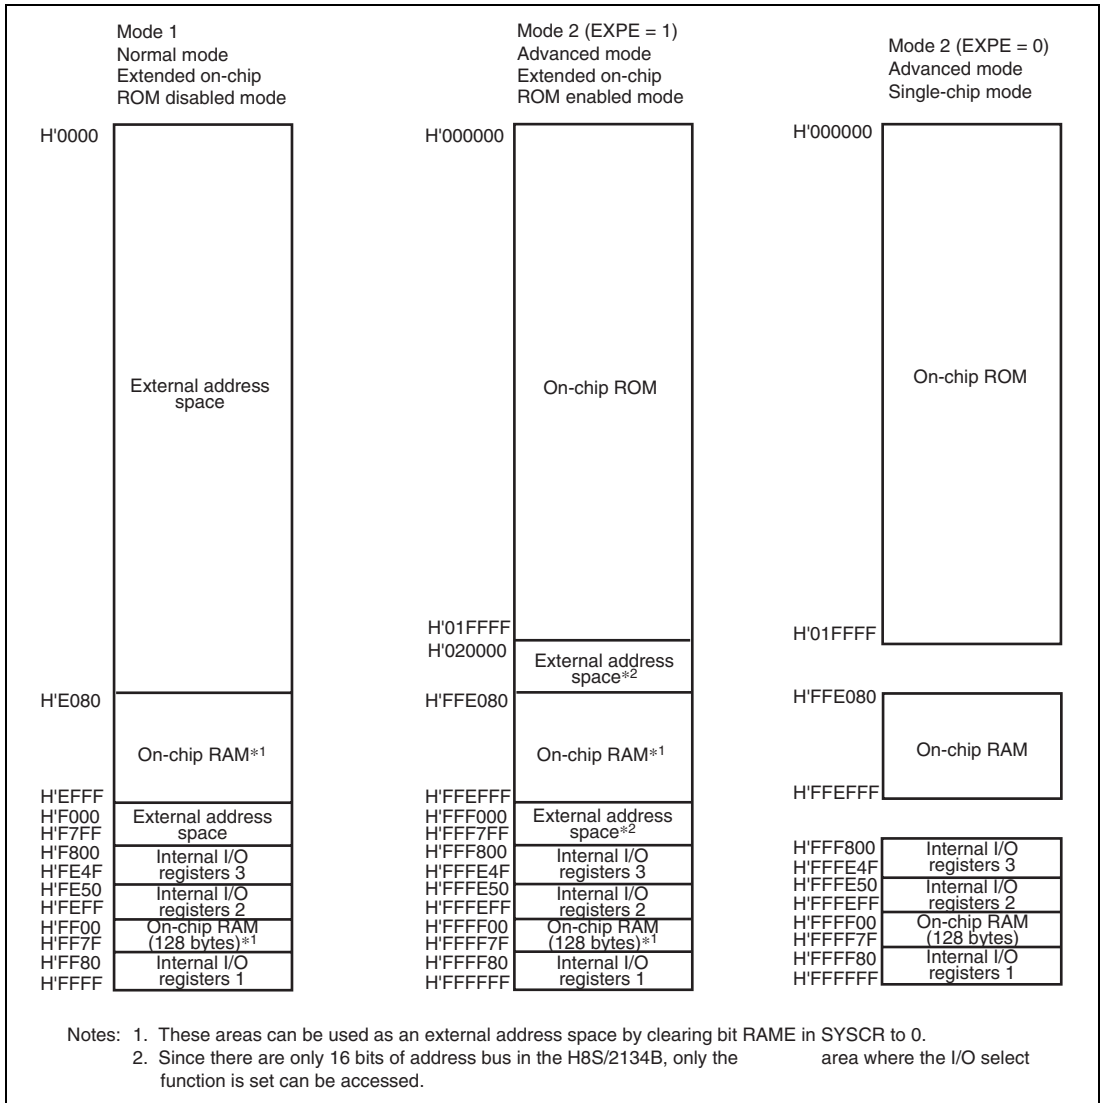 Mode 1
Normal mode
Extended on-chip
ROM disabled mode
H'0000
External address
space
H'E080
On-chip RAM*1
H'EFFF
H'F000
External address
space
H'F7FF
H'F800
Internal I/O
registers 3
H'FE4F
H'FE50
Internal I/O
registers 2
H'FEFF
H'FF00
On-chip RAM
(128 bytes)*1
H'FF7F
H'FF80
Internal I/O
registers 1
H'FFFF
Mode 2 (EXPE = 1)
Advanced mode
Extended on-chip
ROM enabled mode
H'000000
On-chip ROM
H'01FFFF
H'020000
External address
space*2
H'FFE080
On-chip RAM*1
H'FFEFFF
H'FFF000
External address
space*2
H'FFF7FF
H'FFF800
Internal I/O
registers 3
H'FFFE4F
H'FFFE50
Internal I/O
registers 2
H'FFFEFF
H'FFFF00
On-chip RAM
(128 bytes)*1
H'FFFF7F
H'FFFF80
Internal I/O
registers 1
H'FFFFFF
Mode 2 (EXPE = 0)
Advanced mode
Single-chip mode
H'000000
On-chip ROM
H'01FFFF
H'FFE080
On-chip RAM
H'FFEFFF
H'FFF800
Internal I/O
registers 3
H'FFFE4F
H'FFFE50
Internal I/O
registers 2
H'FFFEFF
H'FFFF00
On-chip RAM
(128 bytes)
H'FFFF7F
H'FFFF80
Internal I/O
registers 1
H'FFFFFF
Notes: 1. These areas can be used as an external address space by clearing bit RAME in SYSCR to 0.
2. Since there are only 16 bits of address bus in the H8S/2134B, only the area where the I/O select
function is set can be accessed.